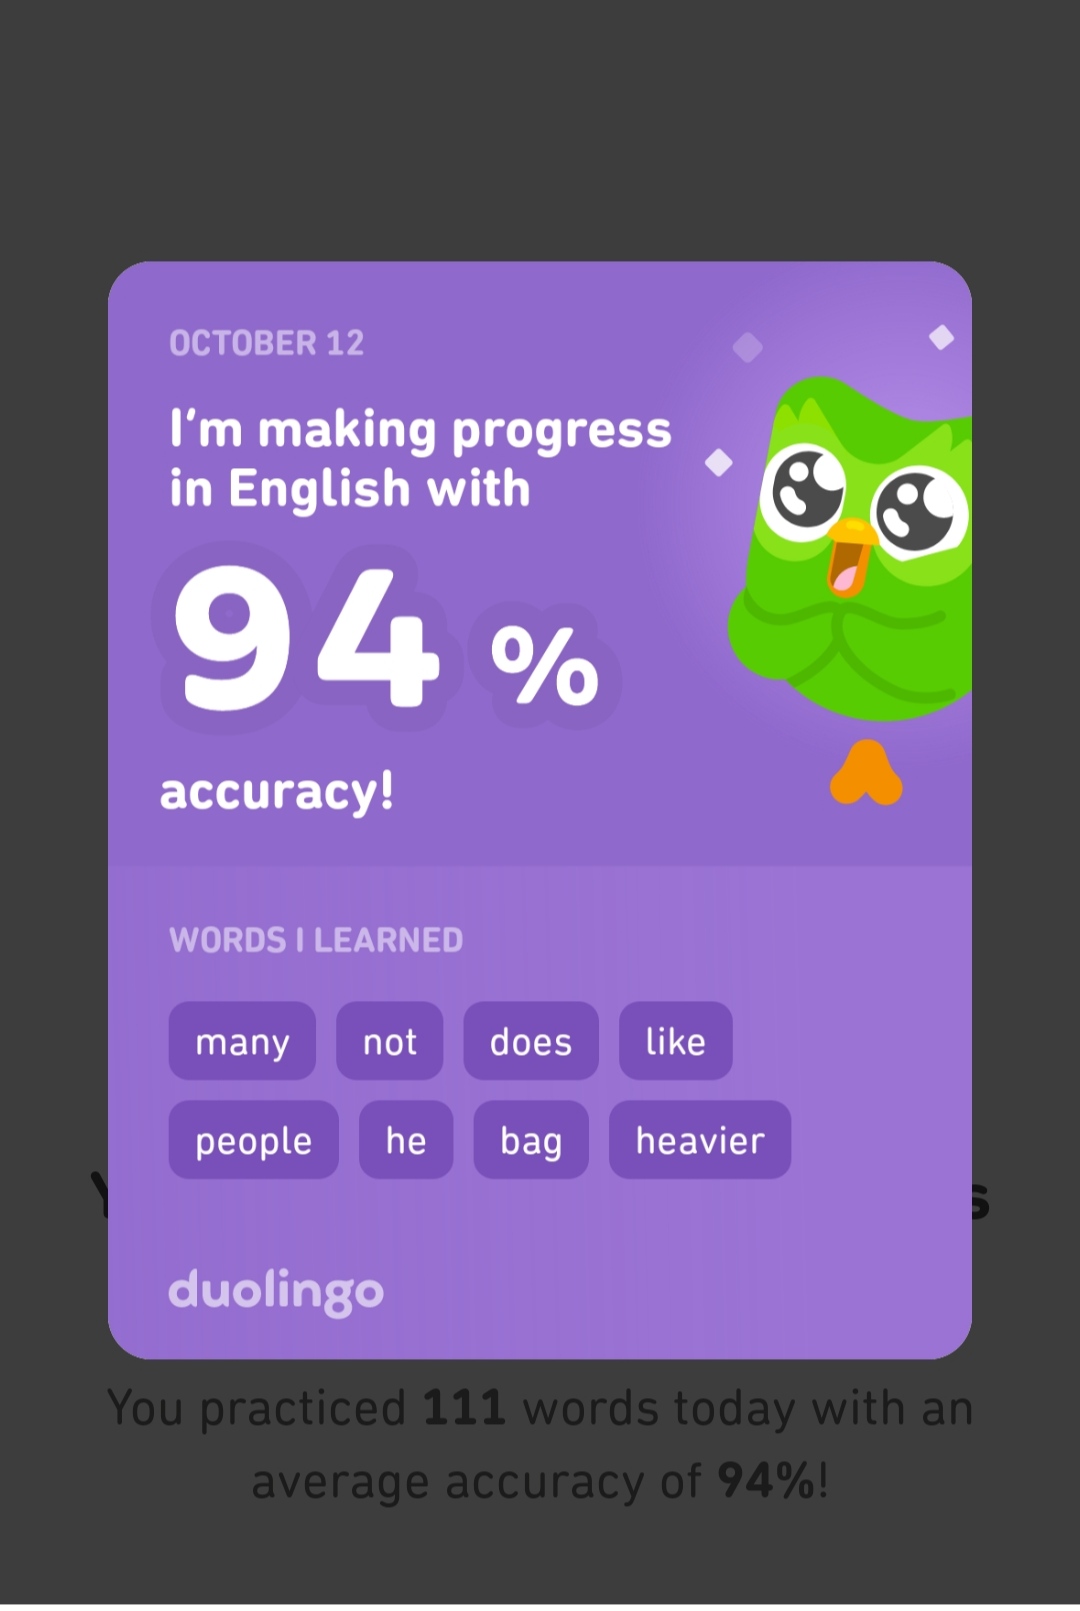 OCTOBER 12
I’m making progress
in English with
94 %
accuracy!
WORDS I LEARNED
many not does like
people he bag heavier
duolingo
You practiced 111 words today with an
average accuracy of 94%!